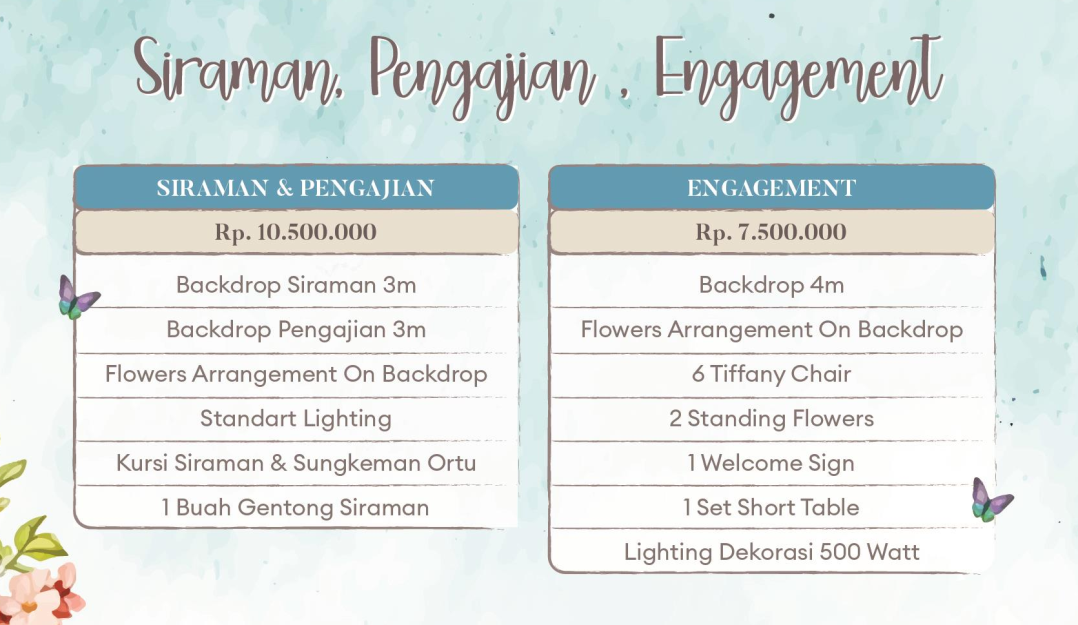 Siraman, Pengajian , Engagement
SIRAMAN & PENGAJIAN
Rp. 10.500.000
Backdrop Siraman 3m
Backdrop Pengajian 3m
Flowers Arrangement On Backdrop
Standart Lighting
Kursi Siraman & Sungkeman Ortu
1 Buah Gentong Siraman
ENGAGEMENT
Rp. 7.500.000
Backdrop 4m
Flowers Arrangement On Backdrop
6 Tiffany Chair
2 Standing Flowers
1 Welcome Sign
1 Set Short Table
Lighting Dekorasi 500 Watt